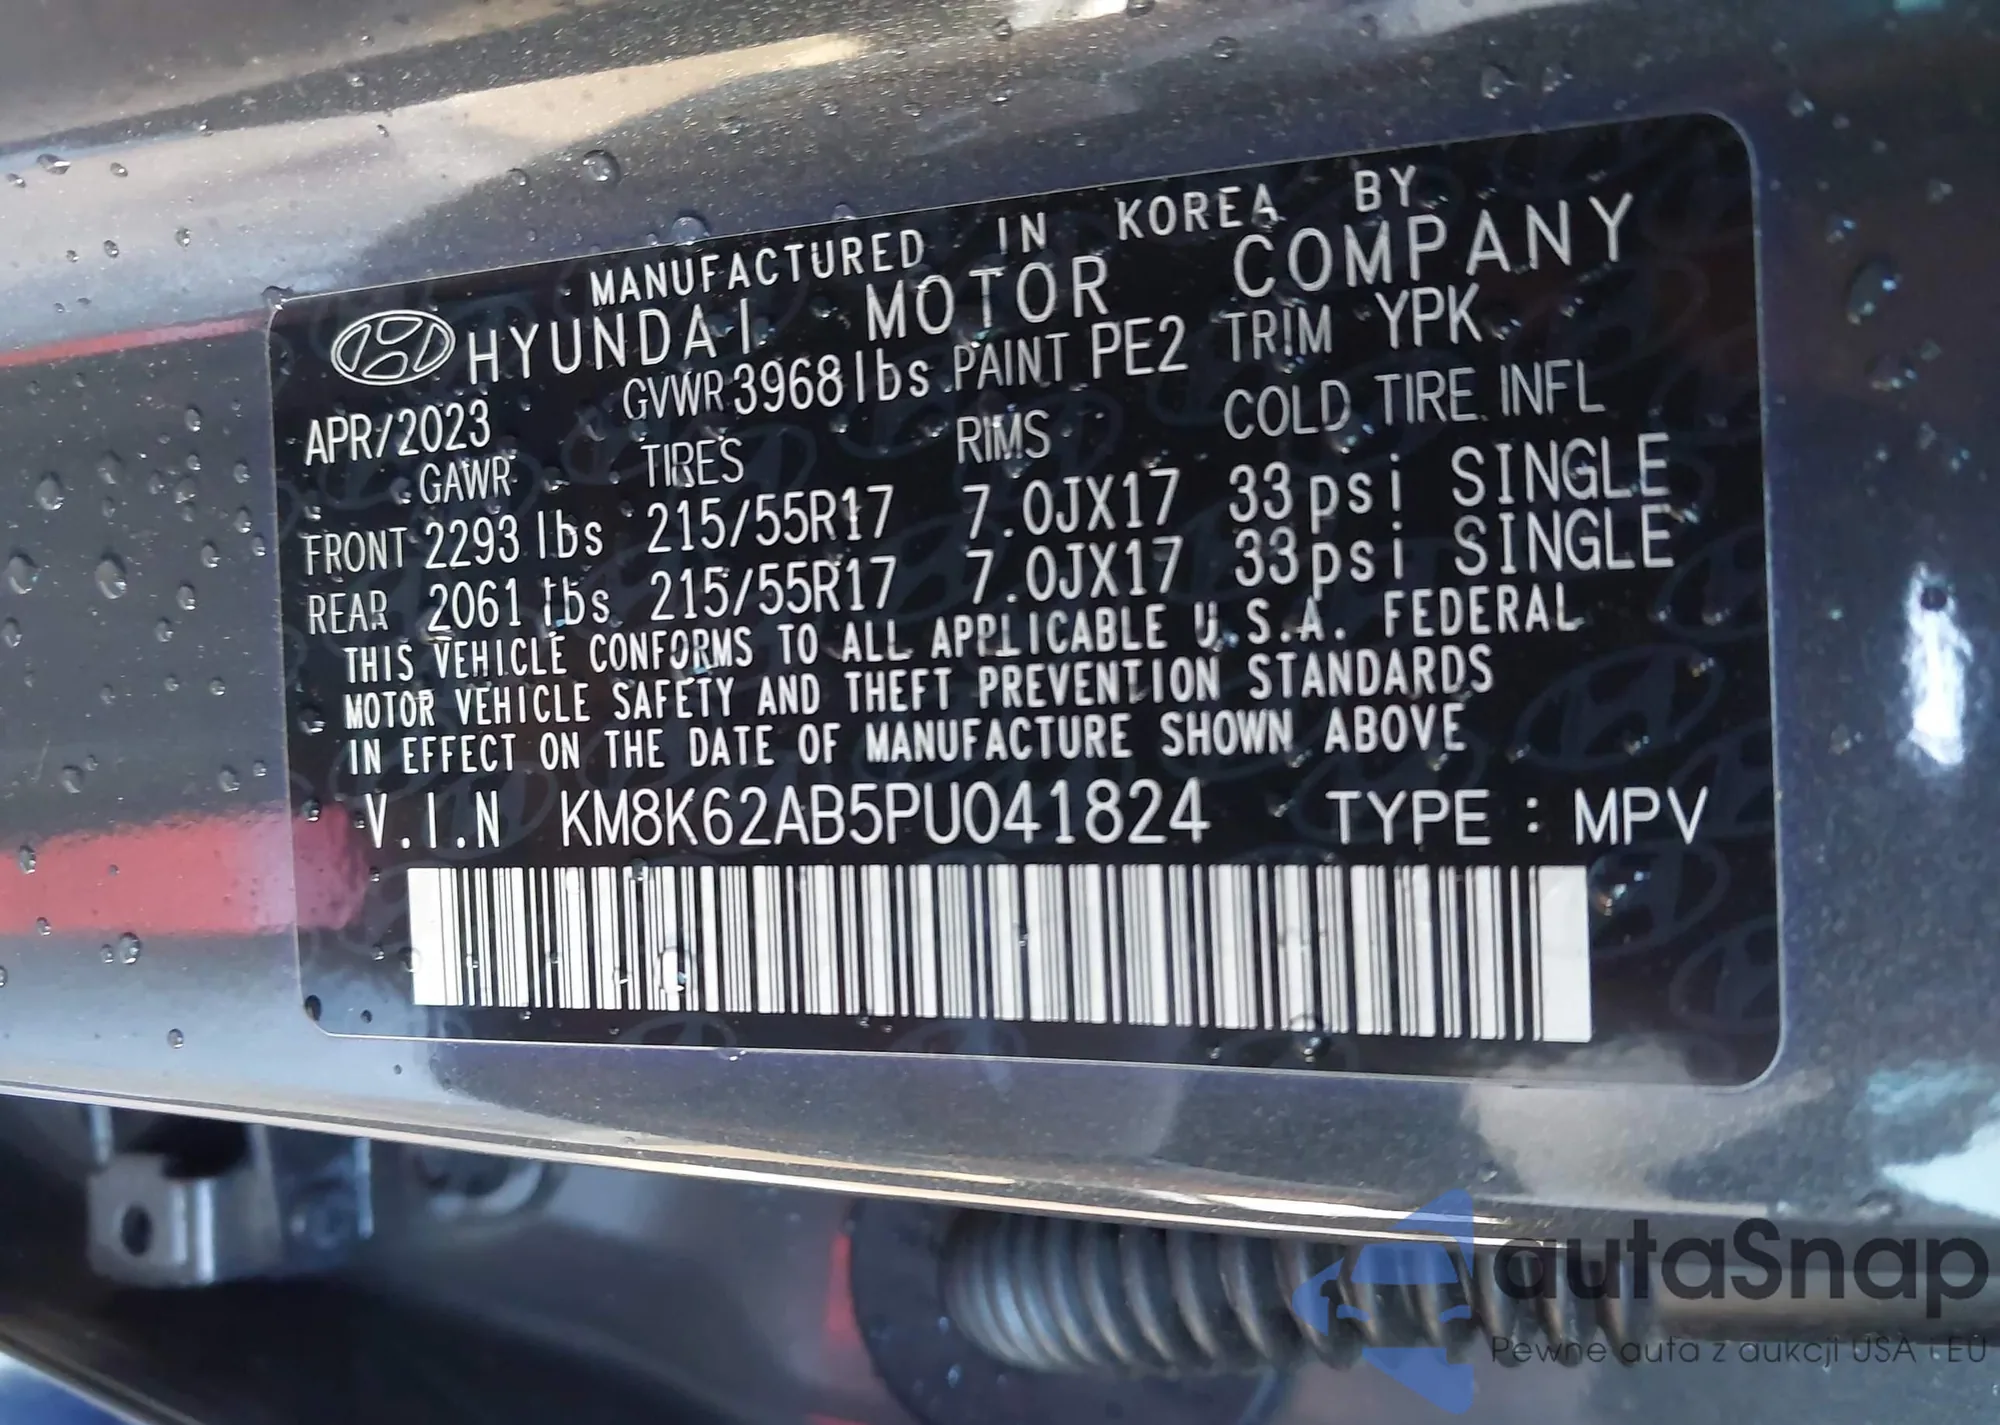 MANUFACTURED IN KOREA BY
HYUNDAI MOTOR COMPANY
APR/2023 GVWR 3968lbs PAINT PE2 TRIM YPK
GAWR TIRES RIMS COLD TIRE INFL
FRONT 2293 lbs 215/55R17 7.0JX17 33psi SINGLE
REAR 2061 lbs 215/55R17 7.0JX17 33psi SINGLE
THIS VEHICLE CONFORMS TO ALL APPLICABLE U.S.A. FEDERAL
MOTOR VEHICLE SAFETY AND THEFT PREVENTION STANDARDS
IN EFFECT ON THE DATE OF MANUFACTURE SHOWN ABOVE
V.I.N KM8K62AB5PU041824 TYPE : MPV
autaSnap
Pewne auta z aukcji USA i EU